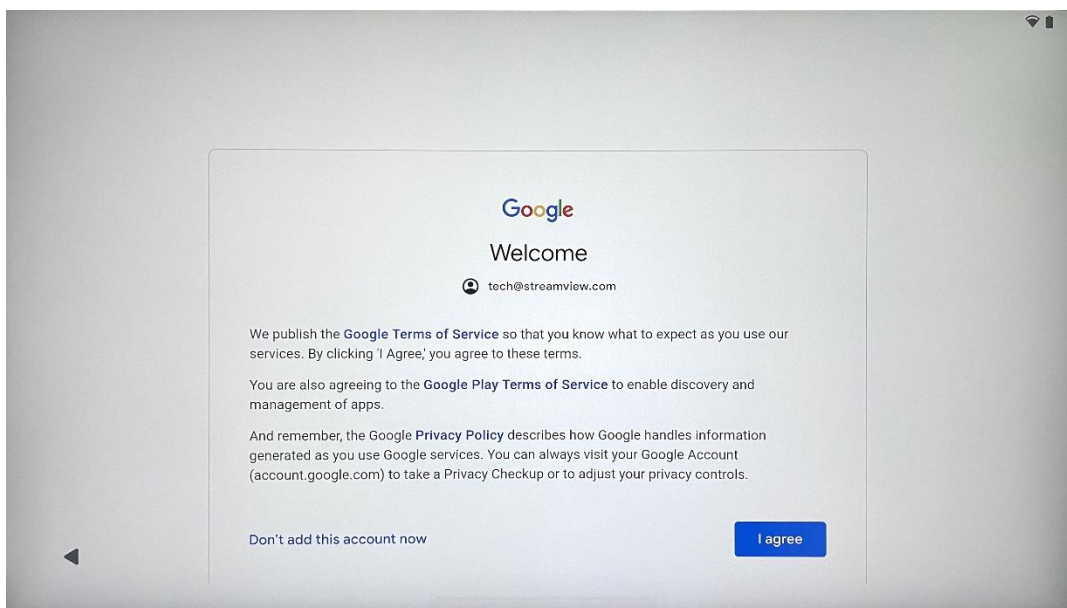 Google
Welcome
tech@streamview.com
We publish the Google Terms of Service so that you know what to expect as you use our
services. By clicking 'I Agree,' you agree to these terms.
You are also agreeing to the Google Play Terms of Service to enable discovery and
management of apps.
And remember, the Google Privacy Policy describes how Google handles information
generated as you use Google services. You can always visit your Google Account
(account.google.com) to take a Privacy Checkup or to adjust your privacy controls.
Don't add this account now
I agree